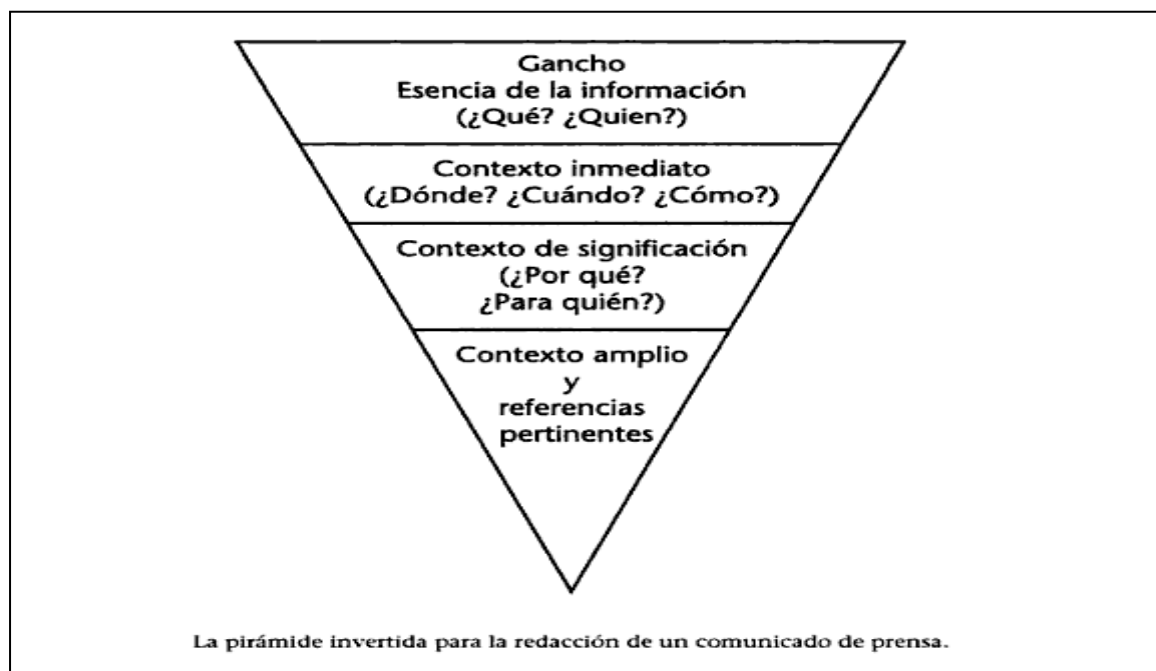 Gancho
Esencia de la información
(¿Qué? ¿Quien?)
Contexto inmediato
(¿Dónde? ¿Cuándo? ¿Cómo?)
Contexto de significación
(¿Por qué?
¿Para quién?)
Contexto amplio
y
referencias
pertinentes
La pirámide invertida para la redacción de un comunicado de prensa.